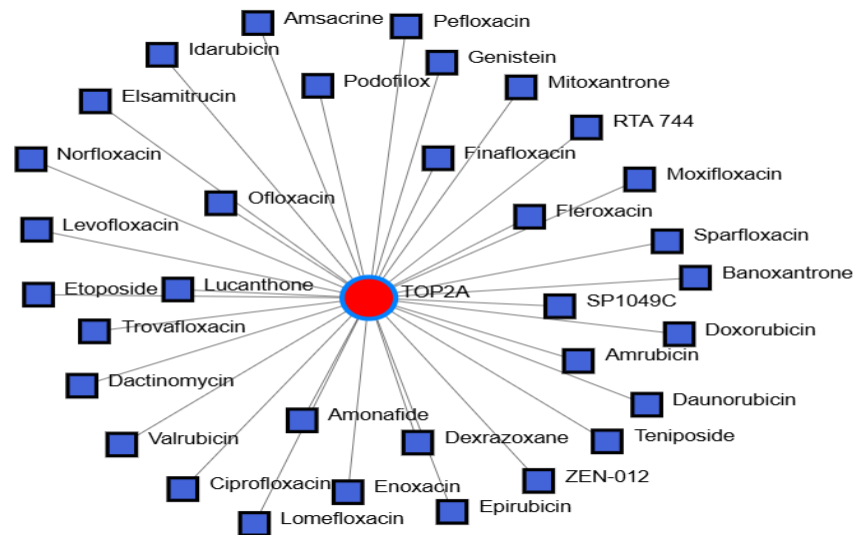 Amsacrine
Pefloxacin
Idarubicin
Genistein
Podofilox
Mitoxantrone
Elsamitrucin
RTA 744
Norfloxacin
Finafloxacin
Moxifloxacin
Ofloxacin
Fleroxacin
Levofloxacin
Sparfloxacin
Banoxantrone
Etoposide
Lucanthone
TOP2A
SP1049C
Trovafloxacin
Doxorubicin
Amrubicin
Dactinomycin
Daunorubicin
Amonafide
Valrubicin
Dexrazoxane
Teniposide
Ciprofloxacin
Enoxacin
ZEN-012
Lomefloxacin
Epirubicin